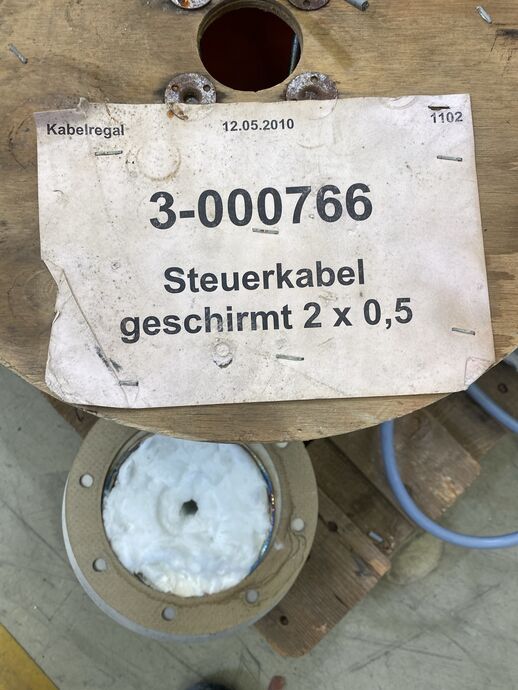 Kabelregal 12.05.2010 1102
3-000766
Steuerkabel
geschirmt 2 x 0,5